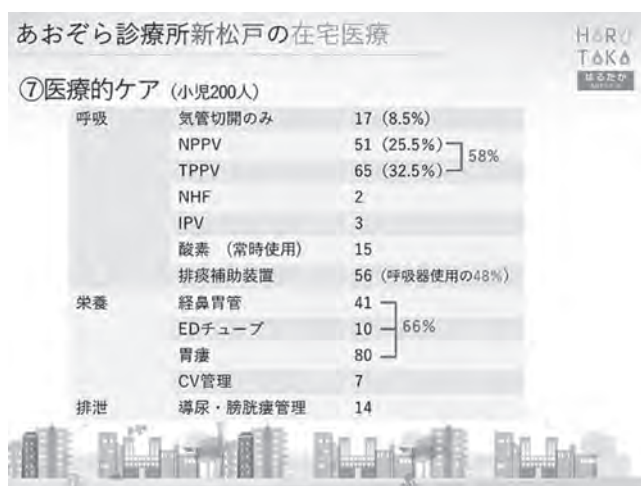 あおぞら診療所新松戸の在宅医療
HARU
TAKA
はるたか
⑦医療的ケア (小児200人)
呼吸 気管切開のみ 17 (8.5%)
NPPV 51 (25.5%)
58%
TPPV 65 (32.5%)
NHF 2
IPV 3
酸素 (常時使用) 15
排痰補助装置 56 (呼吸器使用の48%)
栄養 経鼻胃管 41
EDチューブ 10 66%
胃瘻 80
CV管理 7
排泄 導尿・膀胱瘻管理 14